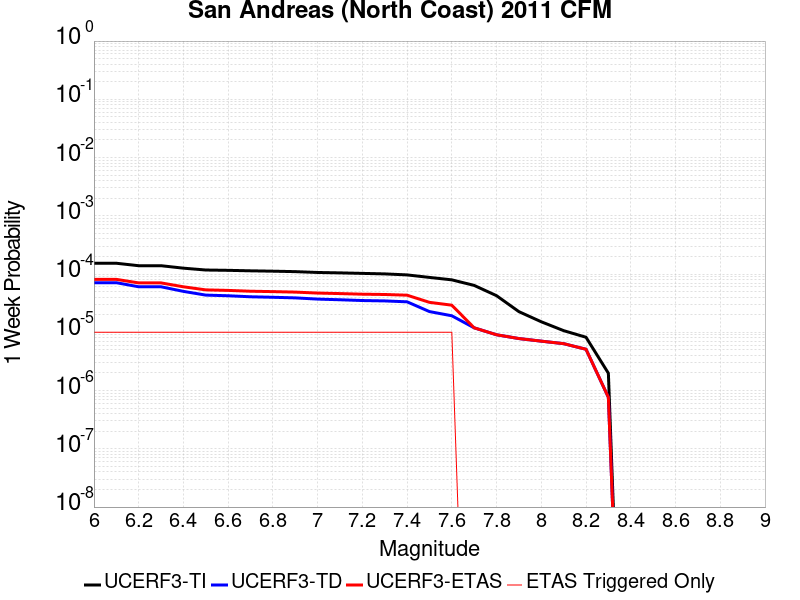 San Andreas (North Coast) 2011 CFM
10^0
10^-1
10^-2
10^-3
10^-4
10^-5
10^-6
10^-7
10^-8
1 Week Probability
6 6.2 6.4 6.6 6.8 7 7.2 7.4 7.6 7.8 8 8.2 8.4 8.6 8.8 9
Magnitude
UCERF3-TI UCERF3-TD UCERF3-ETAS ETAS Triggered Only